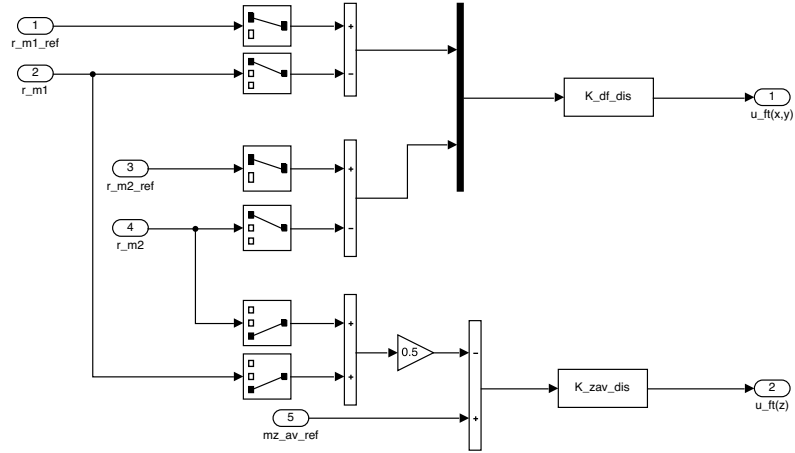 1
r_m1_ref
+
2
r_m1
−
K_df_dis
1
u_ft(x,y)
3
r_m2_ref
+
4
r_m2
−
+
+
0.5
−
+
K_zav_dis
2
u_ft(z)
5
mz_av_ref